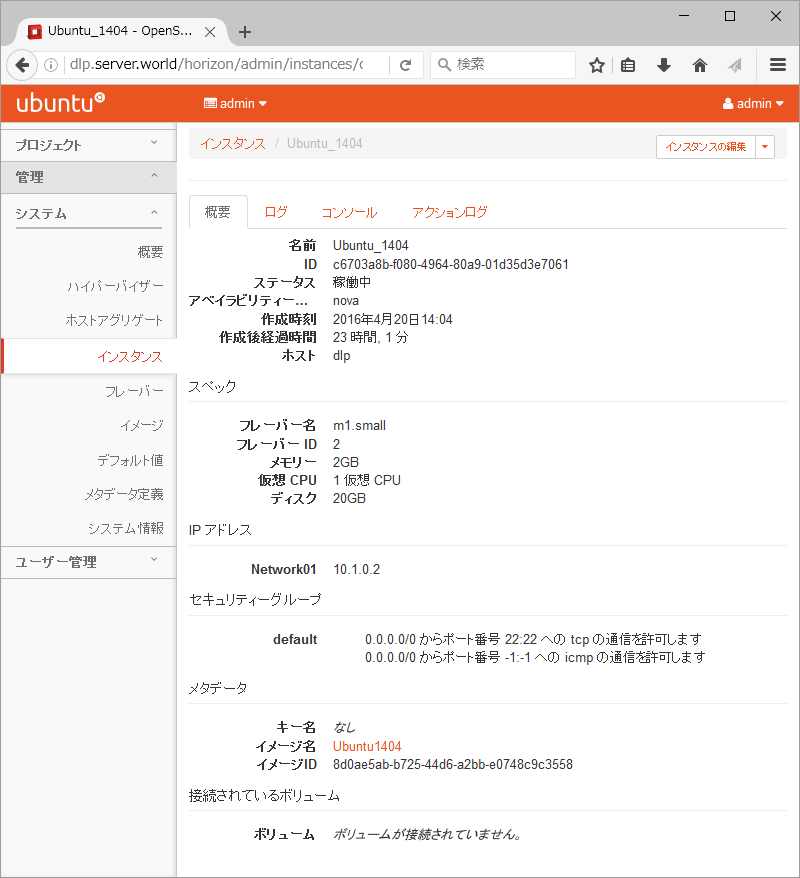 Ubuntu_1404 - OpenS...
dlp.server.world/horizon/admin/instances/c
検索
ubuntu
admin
admin
プロジェクト
管理
システム
概要
ハイパーバイザー
ホストアグリゲート
インスタンス
フレーバー
イメージ
デフォルト値
メタデータ定義
システム情報
ユーザー管理
インスタンス / Ubuntu_1404
インスタンスの編集
概要 ログ コンソール アクションログ
名前 Ubuntu_1404
ID c6703a8b-f080-4964-80a9-01d35d3e7061
ステータス 稼働中
アベイラビリティー... nova
作成時刻 2016年4月20日14:04
作成後経過時間 23 時間, 1 分
ホスト dlp
スペック
フレーバー名 m1.small
フレーバー ID 2
メモリー 2GB
仮想 CPU 1 仮想 CPU
ディスク 20GB
IP アドレス
Network01 10.1.0.2
セキュリティーグループ
default 0.0.0.0/0 からポート番号 22:22 への tcp の通信を許可します
0.0.0.0/0 からポート番号 -1:-1 への icmp の通信を許可します
メタデータ
キー名 なし
イメージ名 Ubuntu1404
イメージID 8d0ae5ab-b725-44d6-a2bb-e0748c9c3558
接続されているボリューム
ボリューム ボリュームが接続されていません。